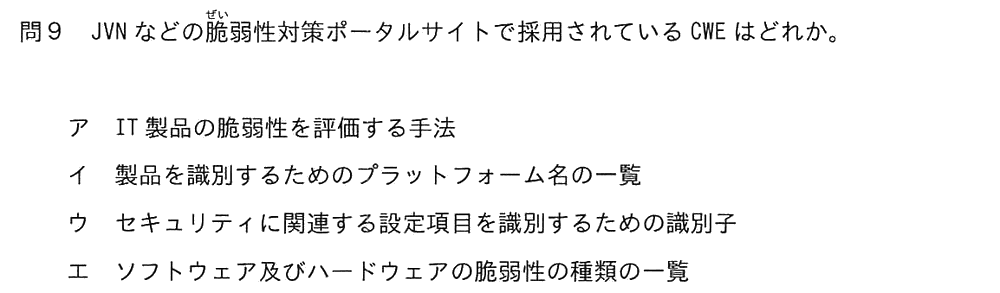 問９　JVN などの脆弱性対策ポータルサイトで採用されている CWE はどれか。
ぜい
ア　IT 製品の脆弱性を評価する手法
イ　製品を識別するためのプラットフォーム名の一覧
ウ　セキュリティに関連する設定項目を識別するための識別子
エ　ソフトウェア及びハードウェアの脆弱性の種類の一覧